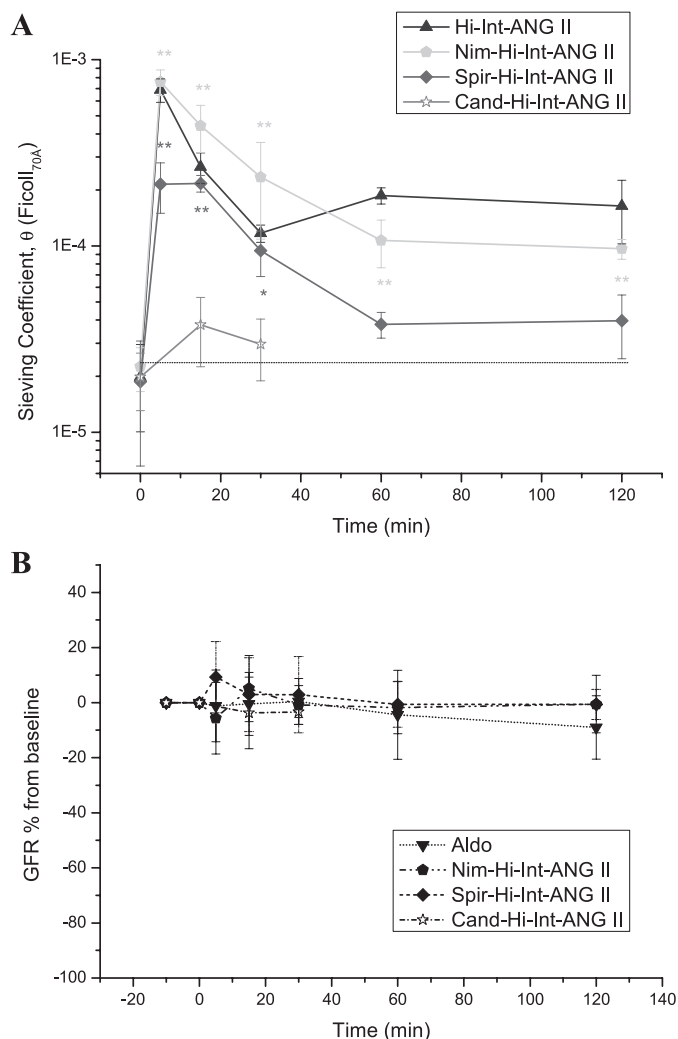 A
Hi-Int-ANG II
Nim-Hi-Int-ANG II
Spir-Hi-Int-ANG II
Cand-Hi-Int-ANG II
1E-3
1E-4
1E-5
Sieving Coefficient, θ (Ficoll70A)
**
**
**
**
**
*
**
**
0 20 40 60 80 100 120
Time (min)
B
40
20
0
-20
-40
-60
-80
-100
GFR % from baseline
Aldo
Nim-Hi-Int-ANG II
Spir-Hi-Int-ANG II
Cand-Hi-Int-ANG II
-20 0 20 40 60 80 100 120 140
Time (min)